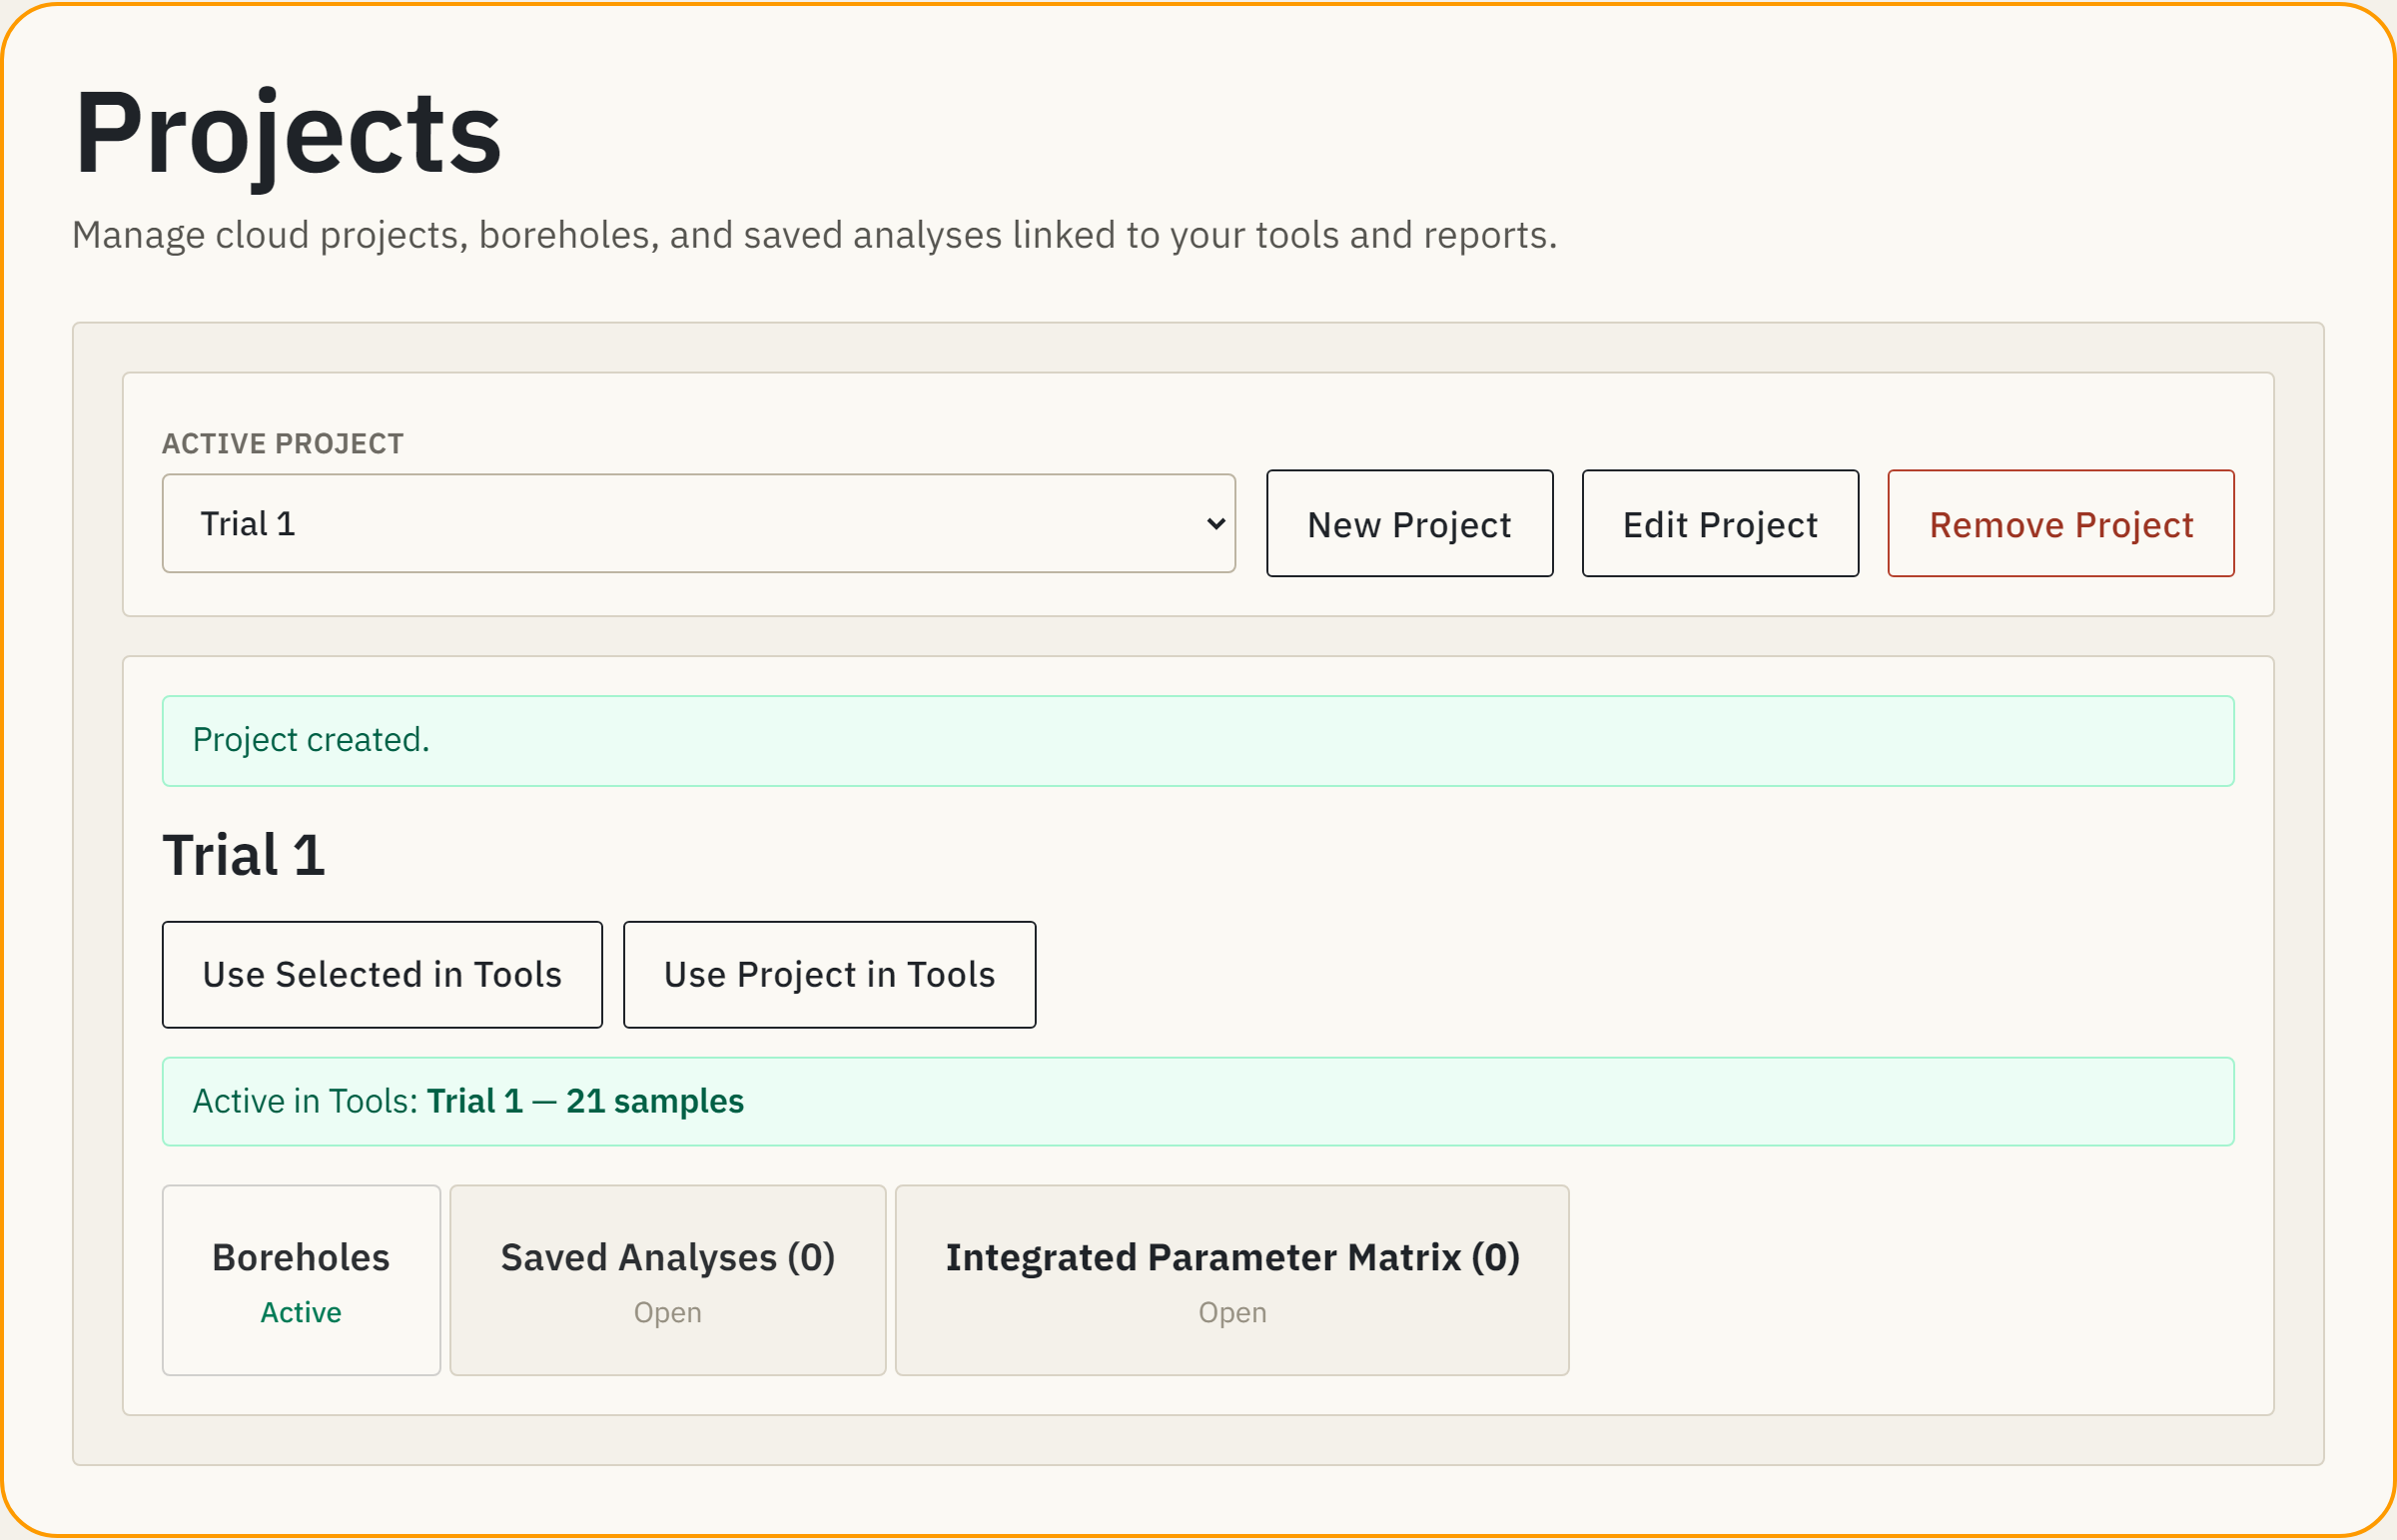 Projects
Manage cloud projects, boreholes, and saved analyses linked to your tools and reports.
ACTIVE PROJECT
Trial 1
New Project
Edit Project
Remove Project
Project created.
Trial 1
Use Selected in Tools
Use Project in Tools
Active in Tools: Trial 1 — 21 samples
Boreholes
Active
Saved Analyses (0)
Open
Integrated Parameter Matrix (0)
Open